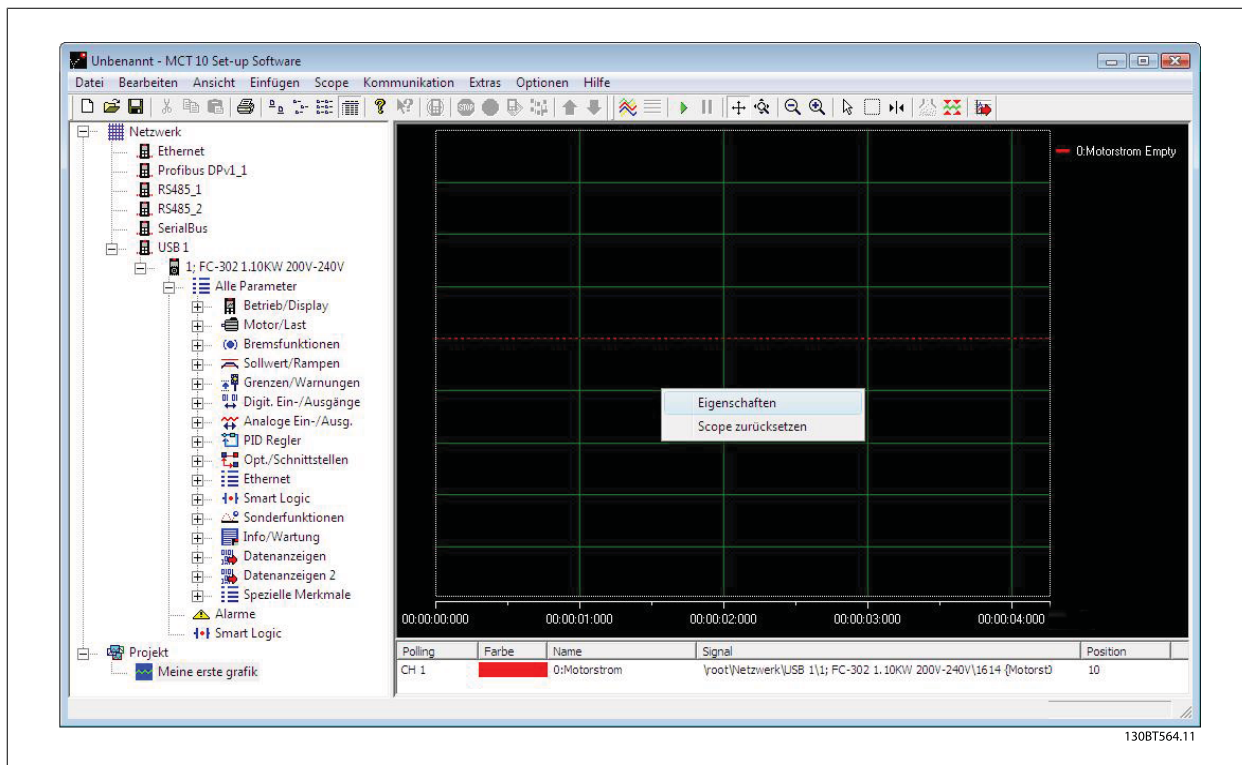 Unbenannt - MCT 10 Set-up Software
Datei Bearbeiten Ansicht Einfügen Scope Kommunikation Extras Optionen Hilfe
Netzwerk
Ethernet
Profibus DPv1_1
RS485_1
RS485_2
SerialBus
USB 1
1; FC-302 1.10KW 200V-240V
Alle Parameter
Betrieb/Display
Motor/Last
Bremsfunktionen
Sollwert/Rampen
Grenzen/Warnungen
Digit. Ein-/Ausgänge
Analoge Ein-/Ausg.
PID Regler
Opt./Schnittstellen
Ethernet
Smart Logic
Sonderfunktionen
Info/Wartung
Datenanzeigen
Datenanzeigen 2
Spezielle Merkmale
Alarme
Smart Logic
Projekt
Meine erste grafik
0:Motorstrom Empty
Eigenschaften
Scope zurücksetzen
00:00:00:000 00:00:01:000 00:00:02:000 00:00:03:000 00:00:04:000
Polling Farbe Name Signal Position
CH 1 0:Motorstrom \root\Netzwerk\USB 1\1; FC-302 1.10KW 200V-240V\1614 {Motorst} 10
130BT564.11